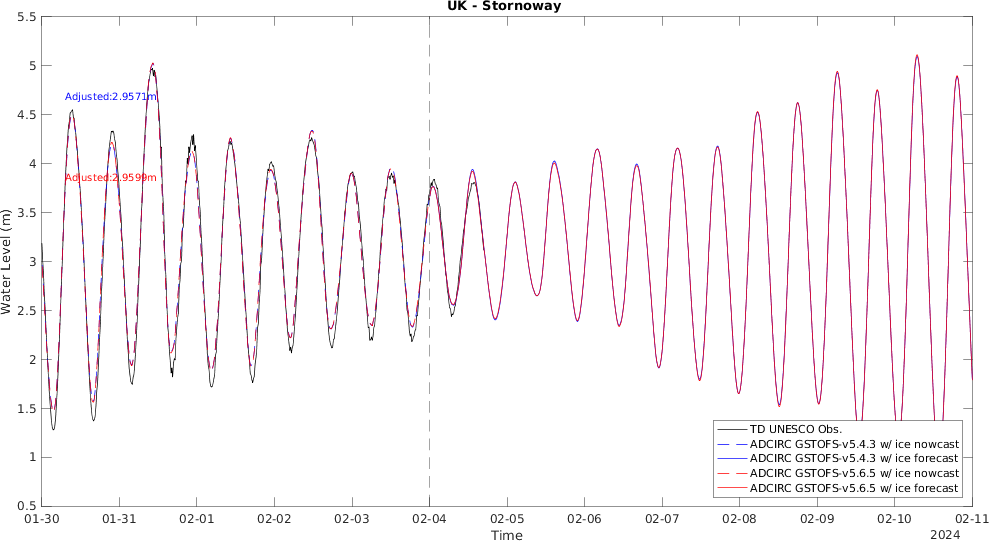 UK - Stornoway
5.5
5
4.5
4
3.5
3
2.5
2
1.5
1
0.5
Water Level (m)
Adjusted:2.9571m
Adjusted:2.9599m
TD UNESCO Obs.
ADCIRC GSTOFS-v5.4.3 w/ ice nowcast
ADCIRC GSTOFS-v5.4.3 w/ ice forecast
ADCIRC GSTOFS-v5.6.5 w/ ice nowcast
ADCIRC GSTOFS-v5.6.5 w/ ice forecast
01-30 01-31 02-01 02-02 02-03 02-04 02-05 02-06 02-07 02-08 02-09 02-10 02-11
Time
2024